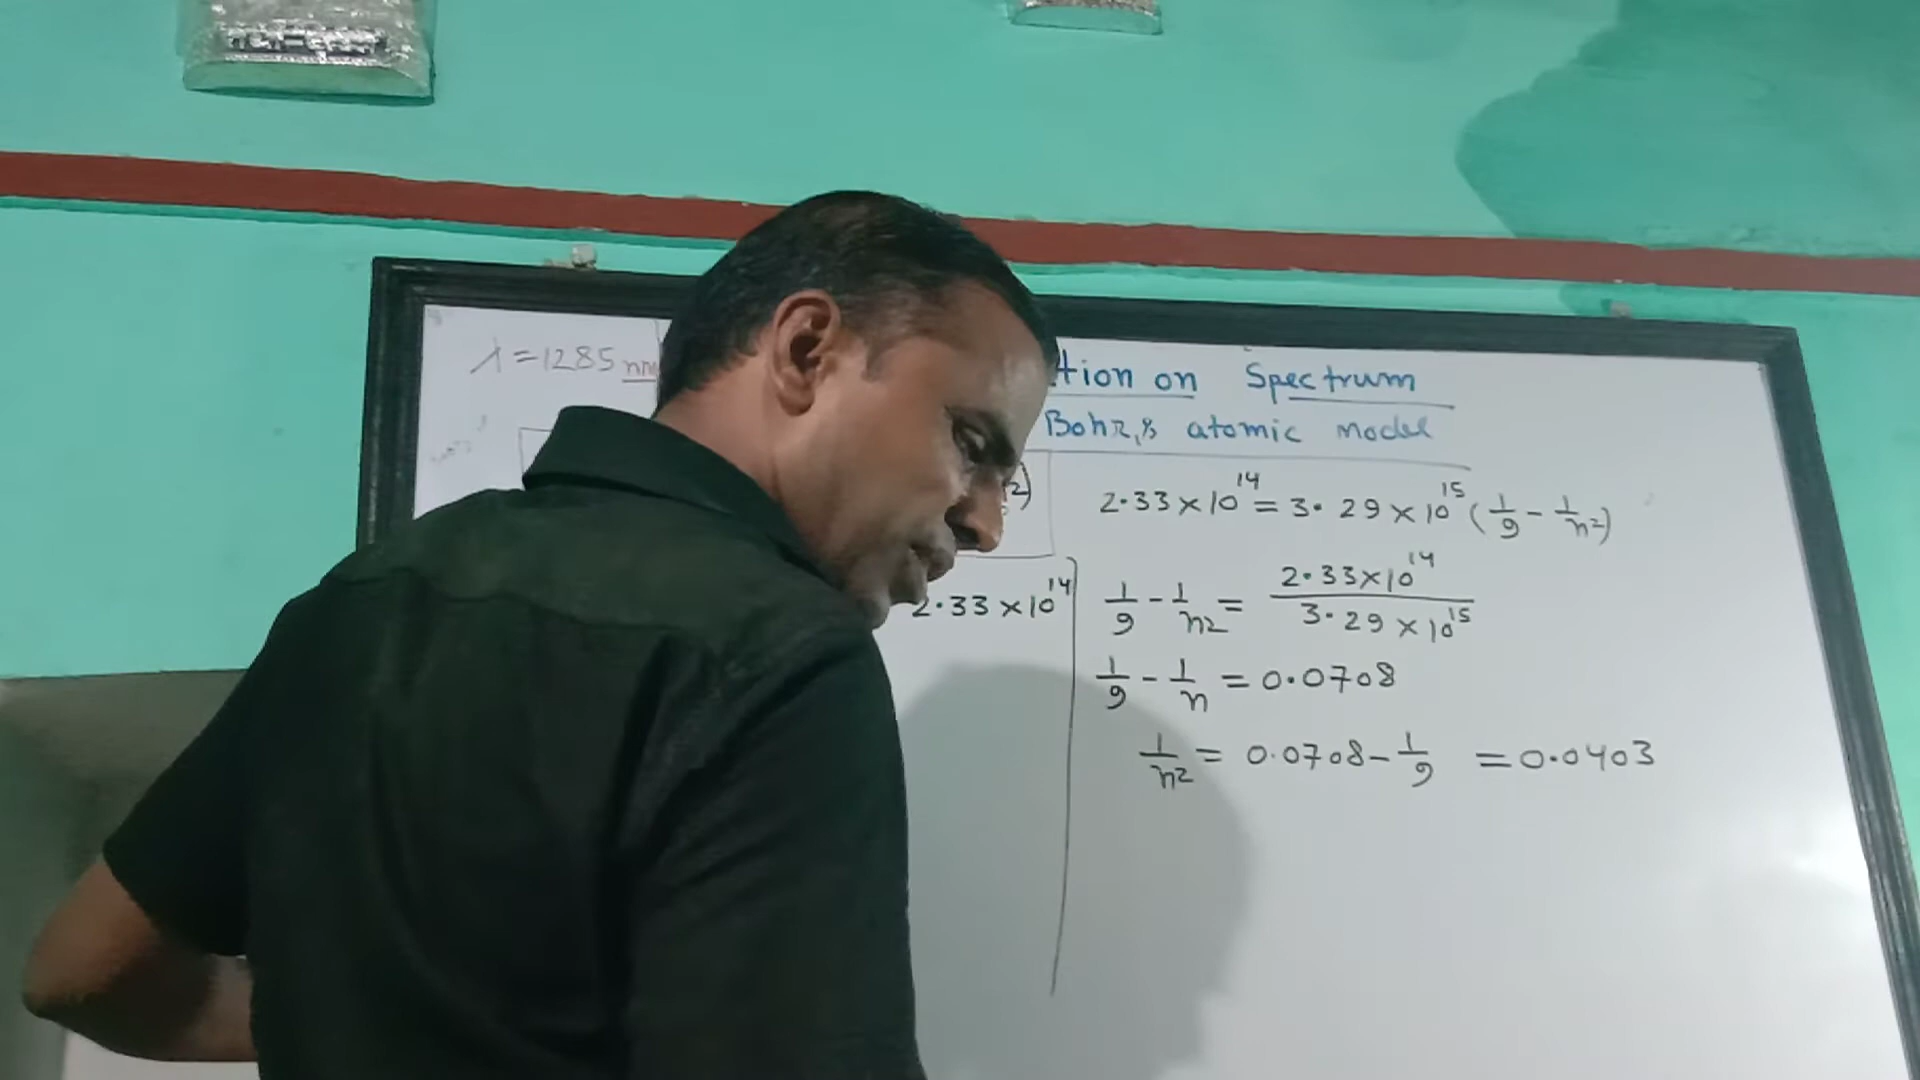 λ = 1285 nm
tion on Spectrum
Bohr,s atomic model
2)
2.33 × 10^14 = 3.29 × 10^15 (1/9 - 1/n^2)
2.33 × 10^14
1/9 - 1/n2 = 2.33×10^14 / 3.29 × 10^15
1/9 - 1/n = 0.0708
1/n2 = 0.0708 - 1/9 = 0.0403